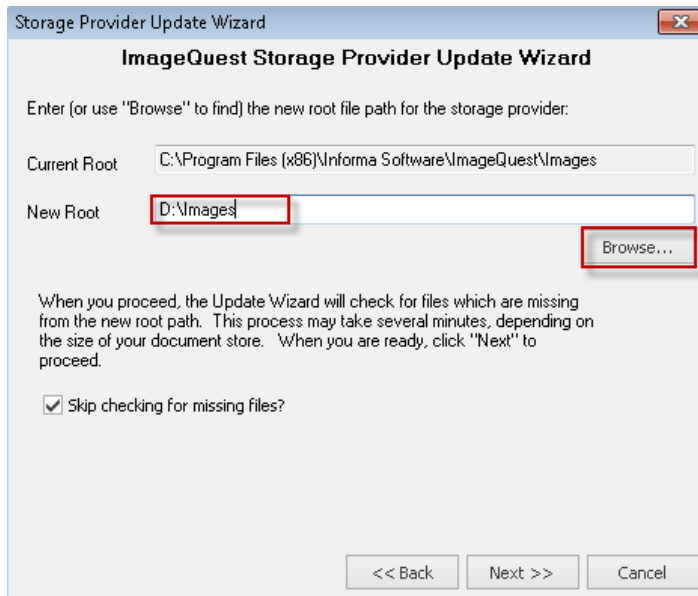 Storage Provider Update Wizard
ImageQuest Storage Provider Update Wizard
Enter (or use "Browse" to find) the new root file path for the storage provider:
Current Root C:\Program Files (x86)\Informa Software\ImageQuest\Images
New Root D:\Images
Browse...
When you proceed, the Update Wizard will check for files which are missing
from the new root path. This process may take several minutes, depending on
the size of your document store. When you are ready, click "Next" to
proceed.
Skip checking for missing files?
<< Back Next >> Cancel